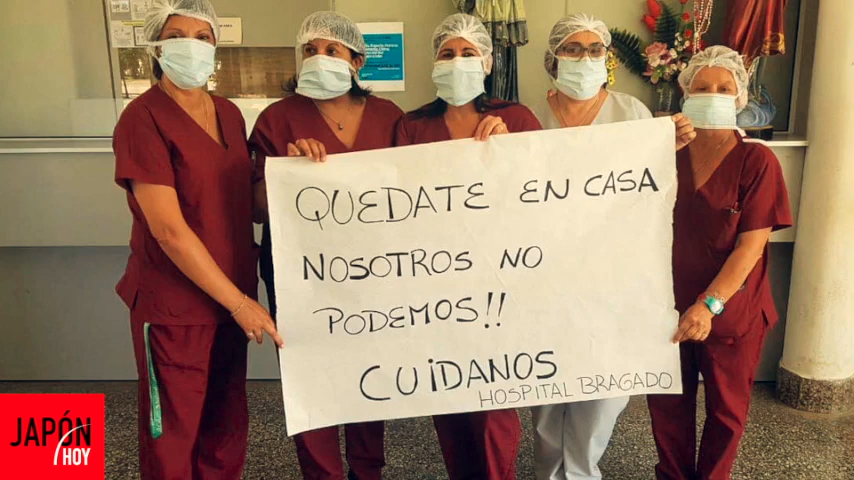 QUEDATE EN CASA
NOSOTROS NO
PODEMOS!!
CUiDANOS
HOSPITAL BRAGADO
JAPÓN
HOY